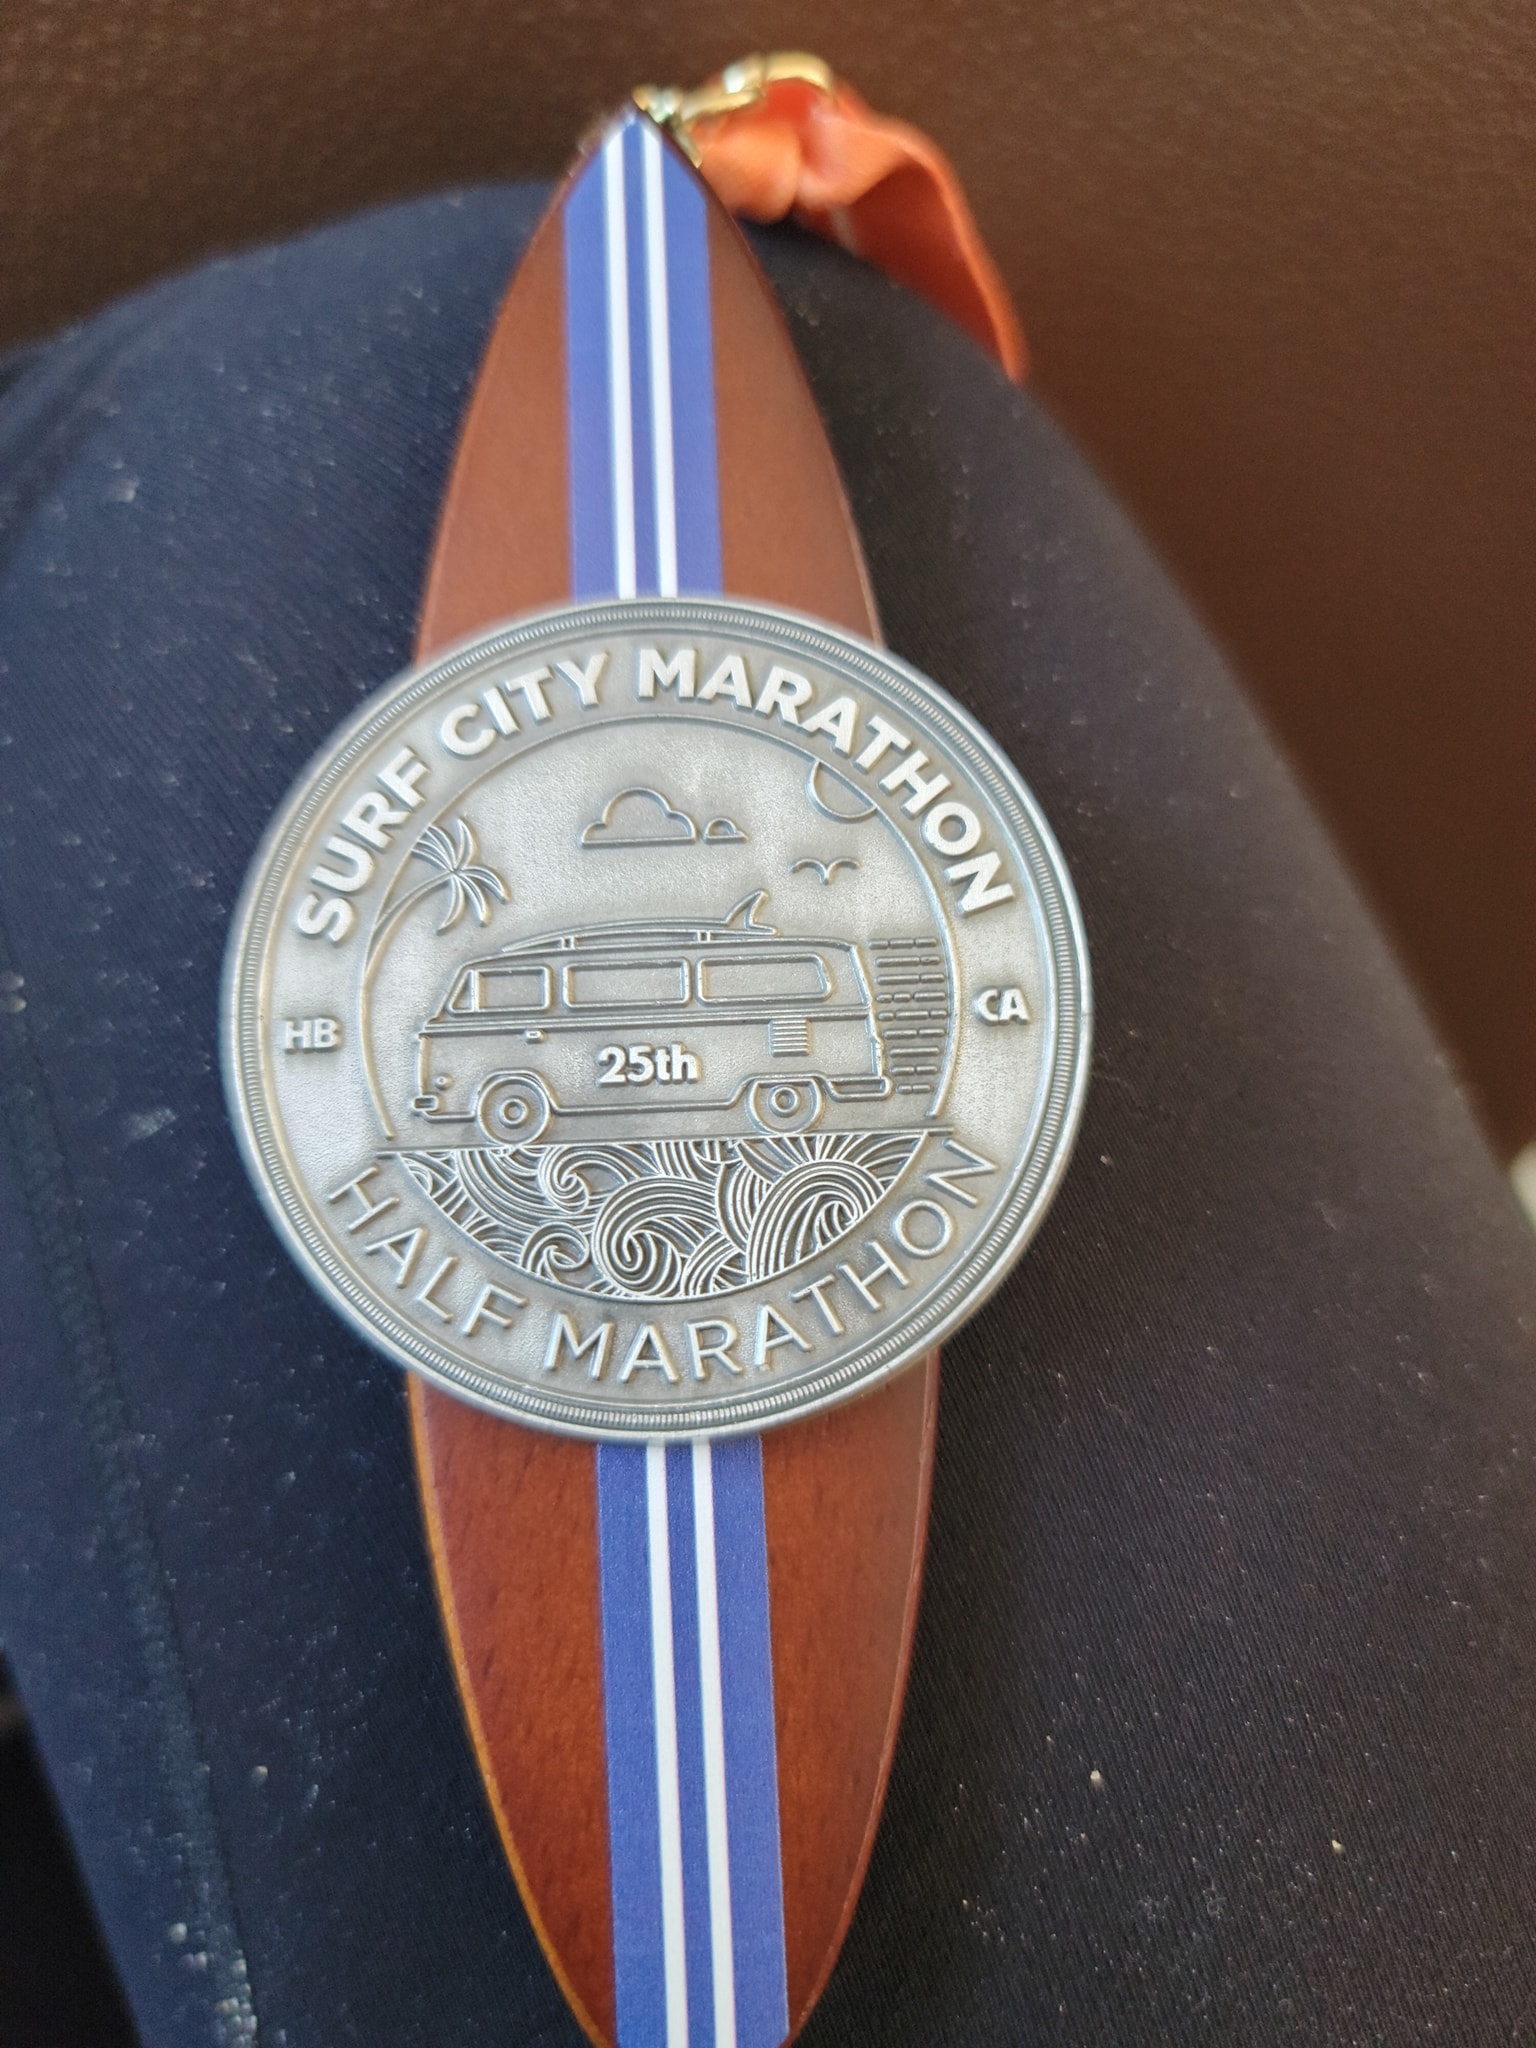 SURF CITY MARATHON
HB
CA
25th
HALF MARATHON